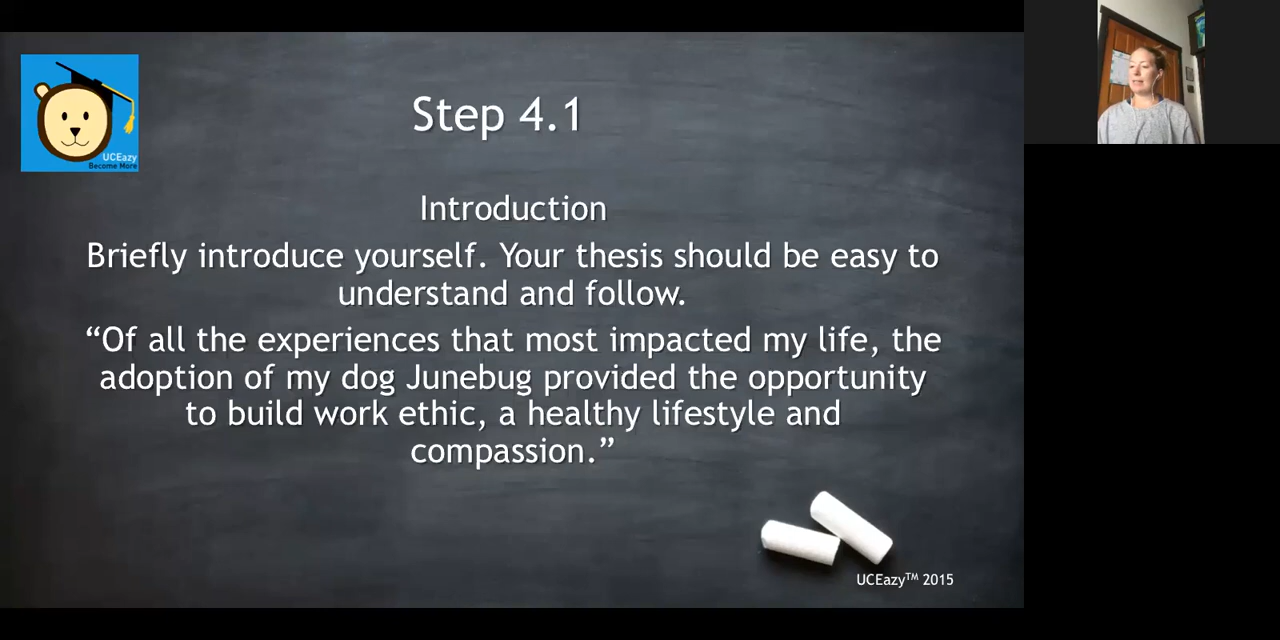 UCEazy
Become More
Step 4.1
Introduction
Briefly introduce yourself. Your thesis should be easy to
understand and follow.
“Of all the experiences that most impacted my life, the
adoption of my dog Junebug provided the opportunity
to build work ethic, a healthy lifestyle and
compassion.”
UCEazy™ 2015